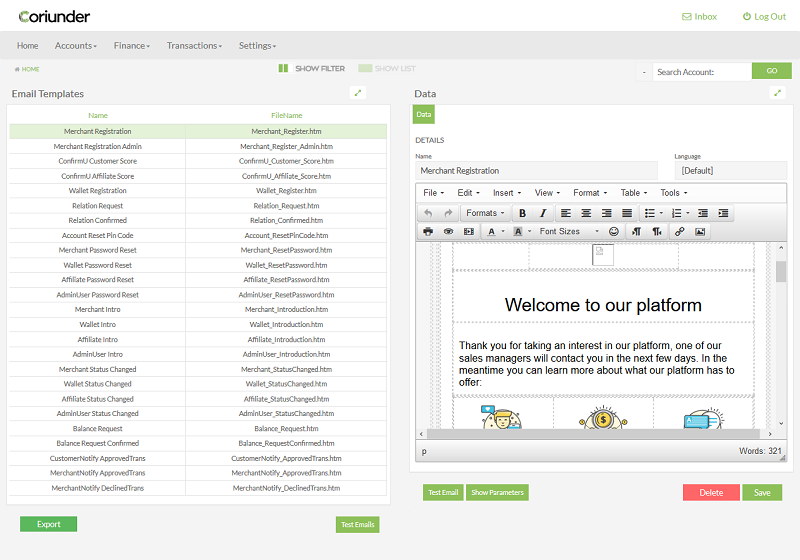 Coriunder
Inbox
Log Out
Home Accounts Finance Transactions Settings
HOME
SHOW FILTER
SHOW LIST
- Search Account: GO
Email Templates
Name FileName
Merchant Registration Merchant_Register.htm
Merchant Registration Admin Merchant_Register_Admin.htm
ConfirmU Customer Score ConfirmU_Customer_Score.htm
ConfirmU Affiliate Score ConfirmU_Affiliate_Score.htm
Wallet Registration Wallet_Register.htm
Relation Request Relation_Request.htm
Relation Confirmed Relation_Confirmed.htm
Account Reset Pin Code Account_ResetPinCode.htm
Merchant Password Reset Merchant_ResetPassword.htm
Wallet Password Reset Wallet_ResetPassword.htm
Affiliate Password Reset Affiliate_ResetPassword.htm
AdminUser Password Reset AdminUser_ResetPassword.htm
Merchant Intro Merchant_Introduction.htm
Wallet Intro Wallet_Introduction.htm
Affiliate Intro Affiliate_Introduction.htm
AdminUser Intro AdminUser_Introduction.htm
Merchant Status Changed Merchant_StatusChanged.htm
Wallet Status Changed Wallet_StatusChanged.htm
Affiliate Status Changed Affiliate_StatusChanged.htm
AdminUser Status Changed AdminUser_StatusChanged.htm
Balance Request Balance_Request.htm
Balance Request Confirmed Balance_RequestConfirmed.htm
CustomerNotify ApprovedTrans CustomerNotify_ApprovedTrans.htm
MerchantNotify ApprovedTrans MerchantNotify_ApprovedTrans.htm
MerchantNotify DeclinedTrans MerchantNotify_DeclinedTrans.htm
Export
Test Emails
Data
Data
DETAILS
Name Language
Merchant Registration [Default]
File Edit Insert View Format Table Tools
Formats B I
A A Font Sizes
Welcome to our platform
Thank you for taking an interest in our platform, one of our
sales managers will contact you in the next few days. In the
meantime you can learn more about what our platform has to
offer:
p Words: 321
Test Email Show Parameters Delete Save